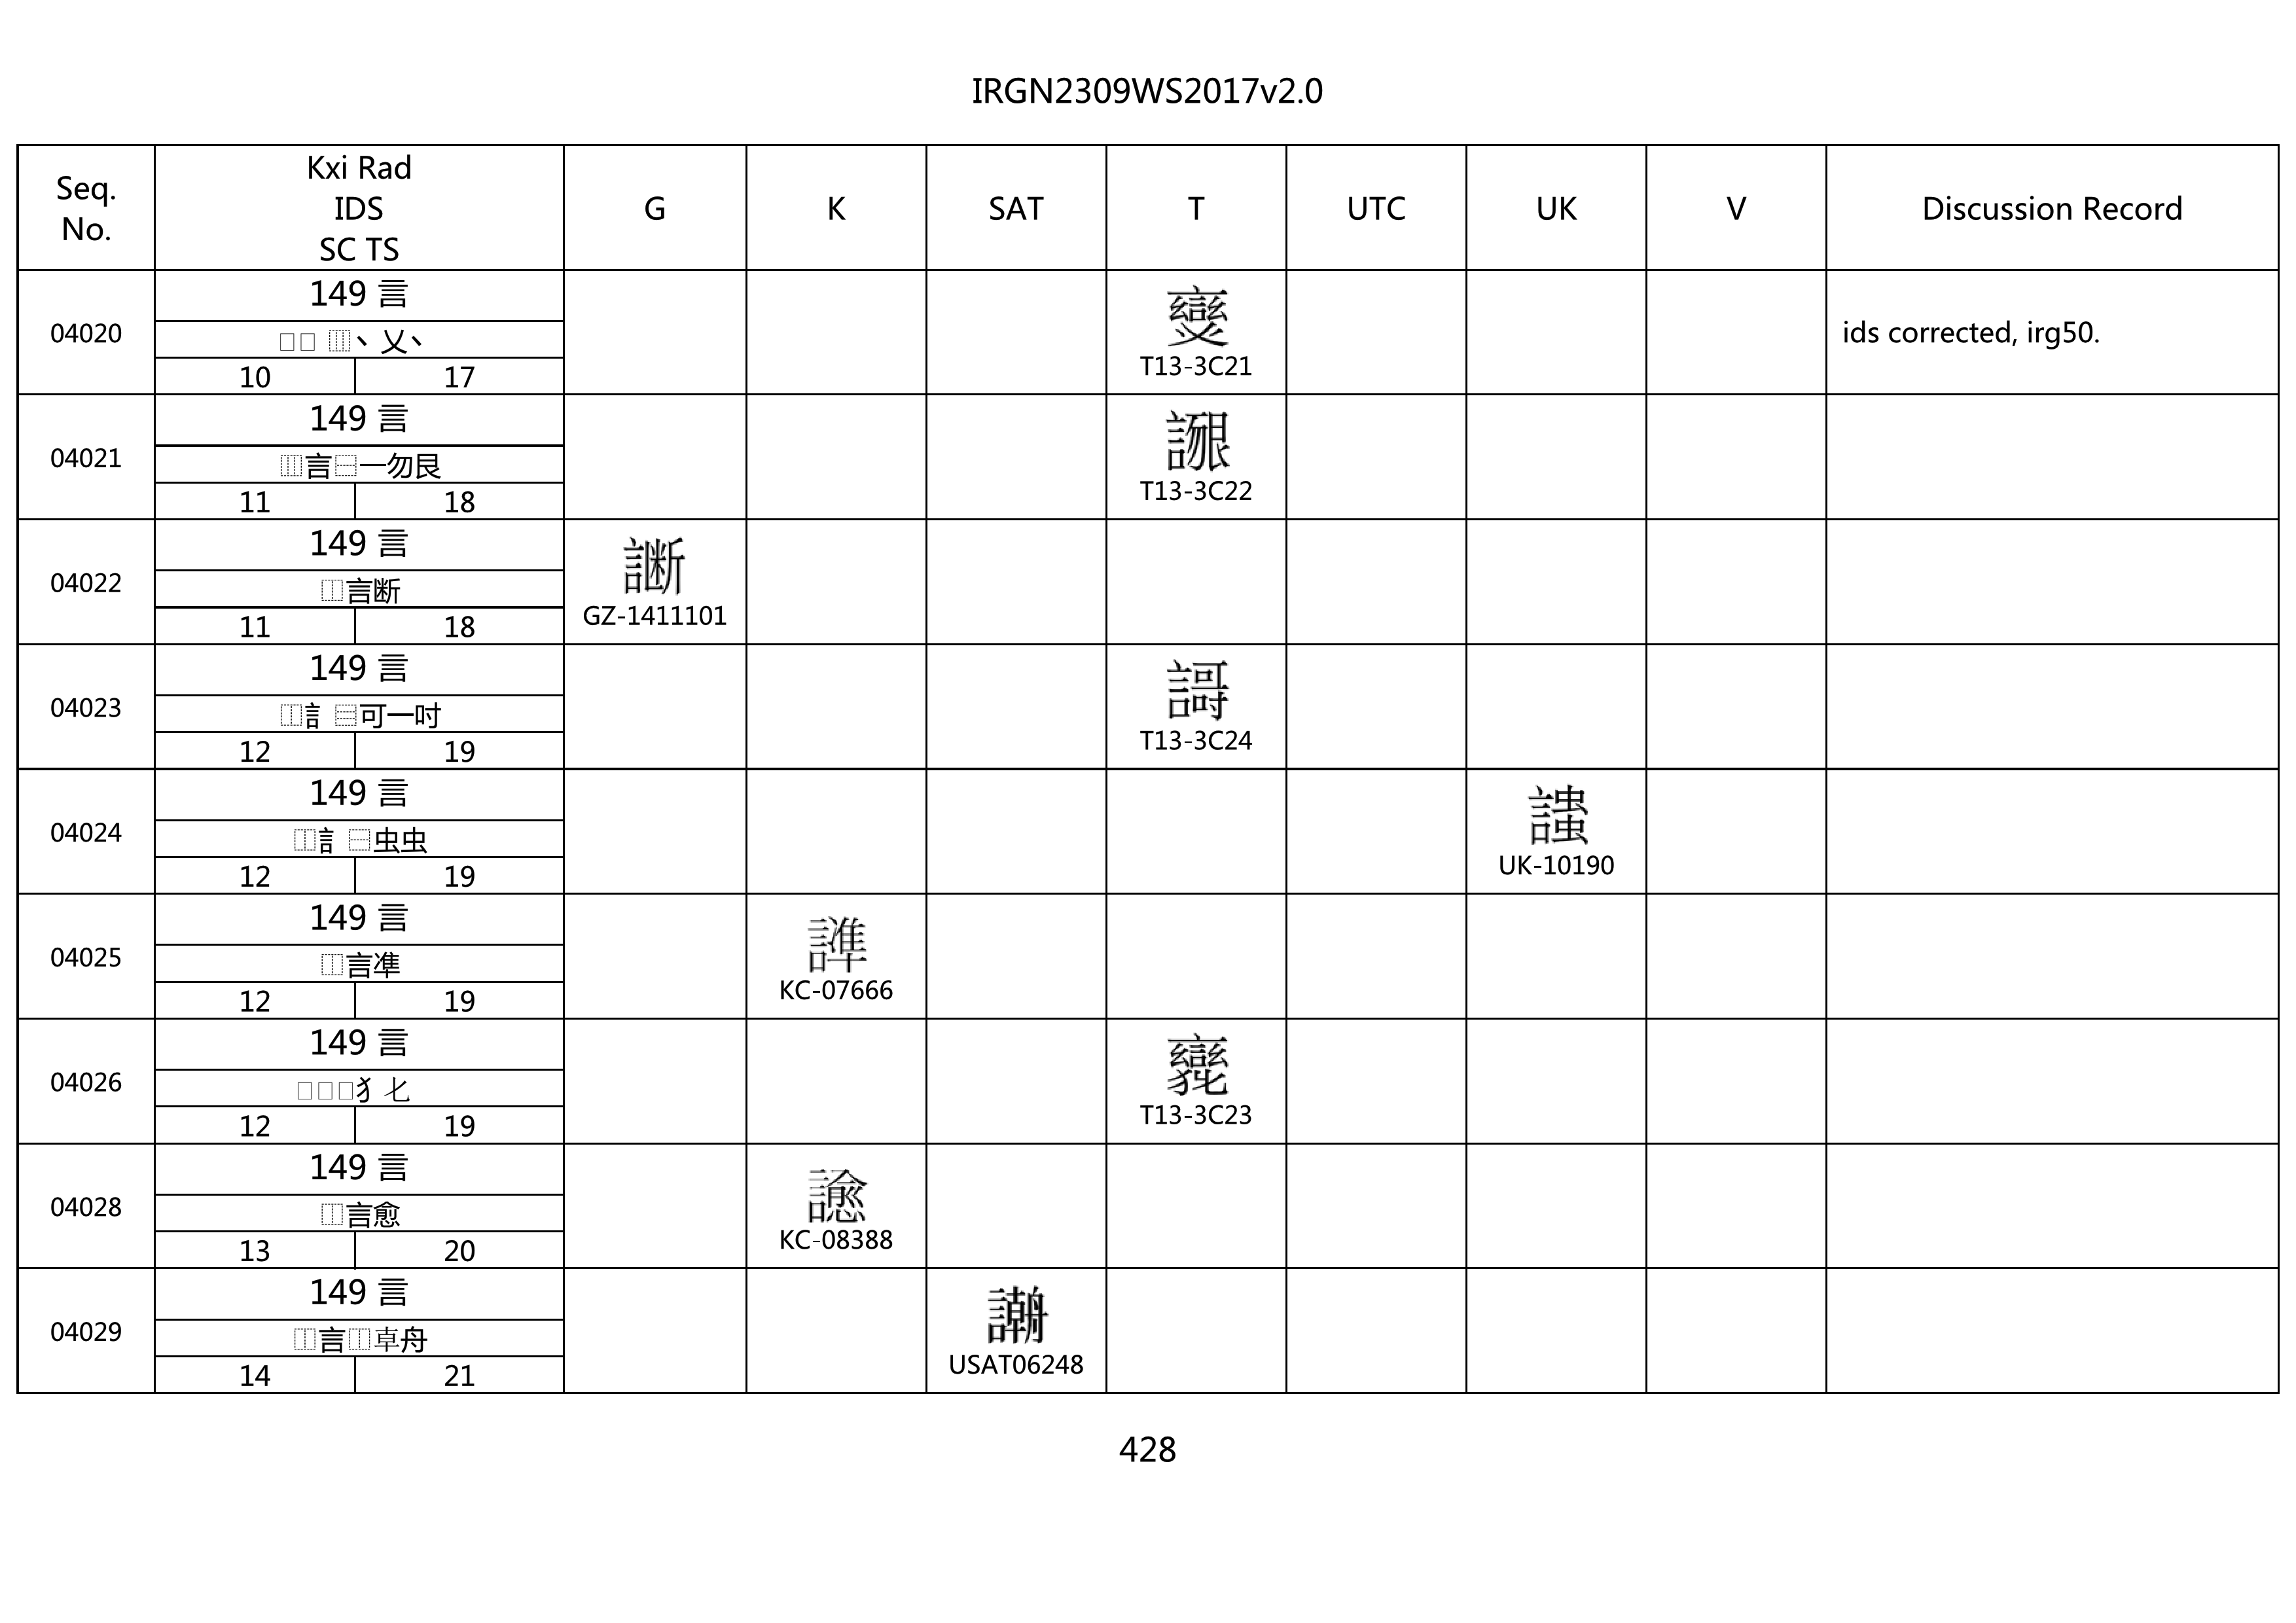 IRGN2309WS2017v2.0
Seq. No.
Kxi Rad
IDS
SC TS
G
K
SAT
T
UTC
UK
V
Discussion Record
04020
149 言
⿲丶乂丶
10 17
T13-3C21
ids corrected, irg50.
04021
149 言
⿲言⿱一勿艮
11 18
T13-3C22
04022
149 言
⿰言断
11 18
GZ-1411101
04023
149 言
⿰訁⿱可一吋
12 19
T13-3C24
04024
149 言
⿰訁⿱虫虫
12 19
UK-10190
04025
149 言
⿰言凖
12 19
KC-07666
04026
149 言
犭𠤎
12 19
T13-3C23
04028
149 言
⿰言愈
13 20
KC-08388
04029
149 言
⿰言⿰卓舟
14 21
USAT06248
428